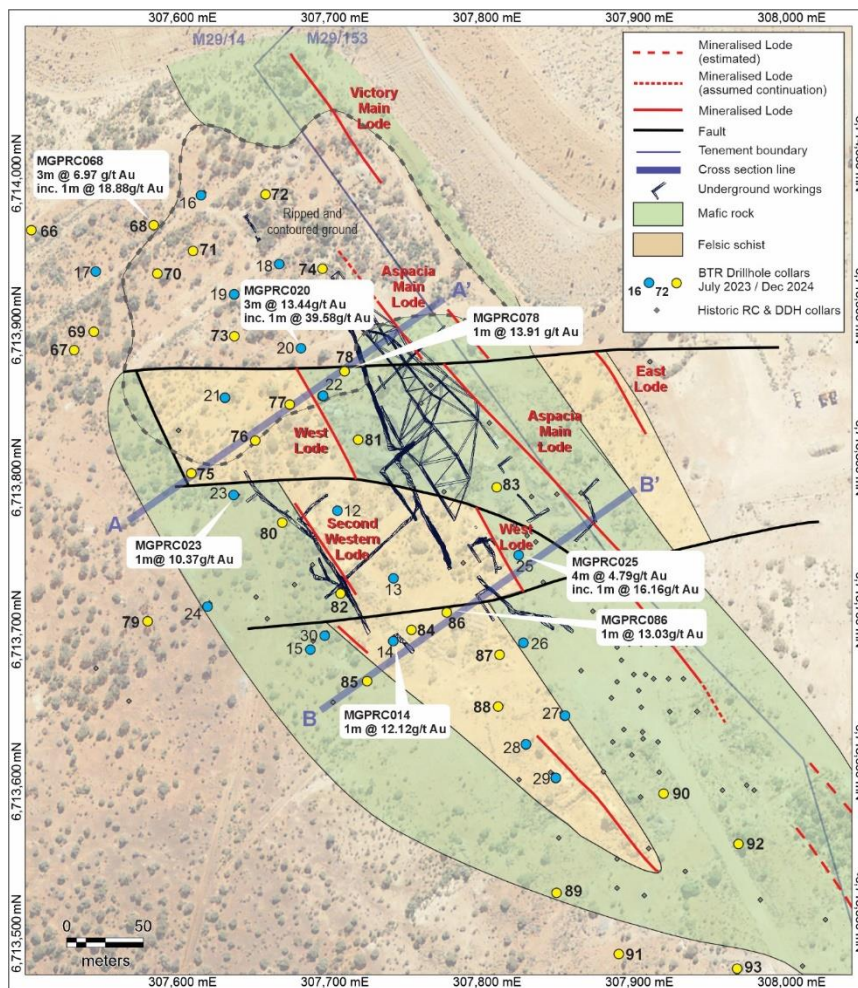 307,600 mE
307,700 mE
307,800 mE
307,900 mE
308,000 mE
M29/14
M29/153
Victory
Main
Lode
Mineralised Lode
(estimated)
Mineralised Lode
(assumed continuation)
Mineralised Lode
Fault
Tenement boundary
Cross section line
Underground workings
Mafic rock
Felsic schist
16
72
BTR Drillhole collars
July 2023 / Dec 2024
Historic RC & DDH collars
6,714,000 mN
MGPRC068
3m @ 6.97 g/t Au
inc. 1m @ 18.88g/t Au
16
72
66
68
Ripped and
contoured ground
71
17
70
18
74
Aspacia
Main
Lode
A'
19
MGPRC020
3m @ 13.44g/t Au
inc. 1m @ 39.58g/t Au
MGPRC078
1m @ 13.91 g/t Au
6,713,900 mN
69
67
73
20
78
East
Lode
21
22
77
Aspacia
Main
Lode
76
West
Lode
81
6,713,800 mN
75
83
B'
23
A
12
80
Second
Western
Lode
West
Lode
25
MGPRC023
1m@ 10.37g/t Au
MGPRC025
4m @ 4.79g/t Au
inc. 1m @ 16.16g/t Au
13
82
24
86
MGPRC086
1m @ 13.03g/t Au
79
6,713,700 mN
30
15
14
84
26
87
85
B
88
27
MGPRC014
1m @ 12.12g/t Au
28
29
6,713,600 mN
90
92
89
0
50
meters
6,713,500 mN
91
93
307,600 mE
307,700 mE
307,800 mE
307,900 mE
308,000 mE